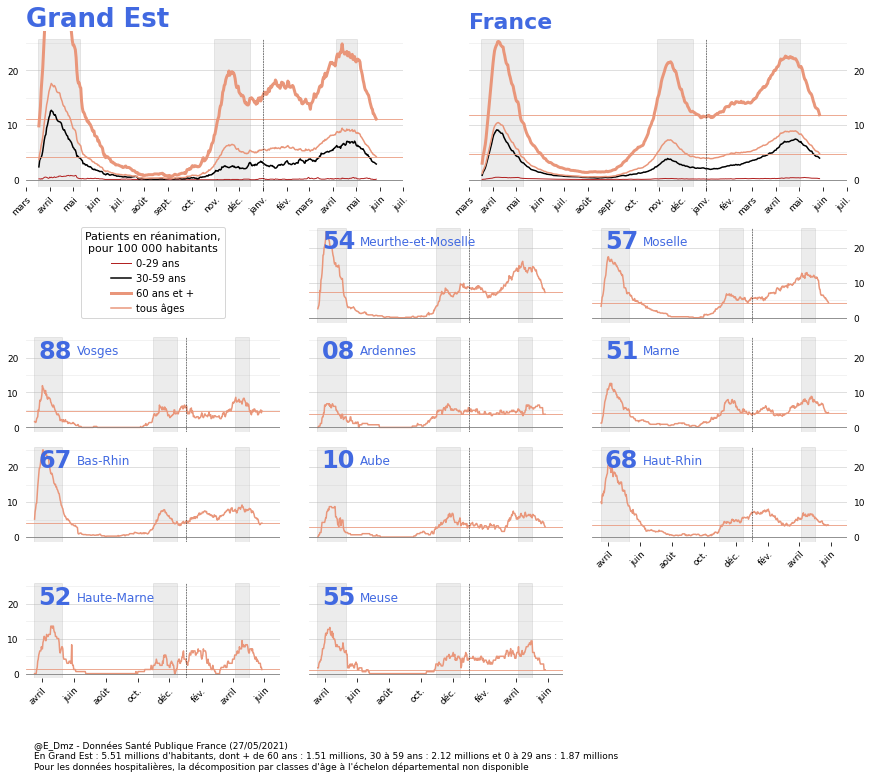 Grand Est
France
20
10
0
20
10
0
mars avril mai juin juil. août sept. oct. nov. déc. janv. févr. mars avril mai juin juil.
mars avril mai juin juil. août sept. oct. nov. déc. janv. févr. mars avril mai juin juil.
Patients en réanimation,
pour 100 000 habitants
0-29 ans
30-59 ans
60 ans et +
tous âges
54 Meurthe-et-Moselle
57 Moselle
20
10
0
20
10
0
88 Vosges
08 Ardennes
51 Marne
20
10
0
20
10
0
67 Bas-Rhin
10 Aube
68 Haut-Rhin
20
10
0
avril juin août oct. déc. fév. avril juin
20
10
0
52 Haute-Marne
55 Meuse
avril juin août oct. déc. fév. avril juin
avril juin août oct. déc. fév. avril juin
@E_Dmz - Données Santé Publique France (27/05/2021)
En Grand Est : 5.51 millions d'habitants, dont + de 60 ans : 1.51 millions, 30 à 59 ans : 2.12 millions et 0 à 29 ans : 1.87 millions
Pour les données hospitalières, la décomposition par classes d'âge à l'échelon départemental non disponible